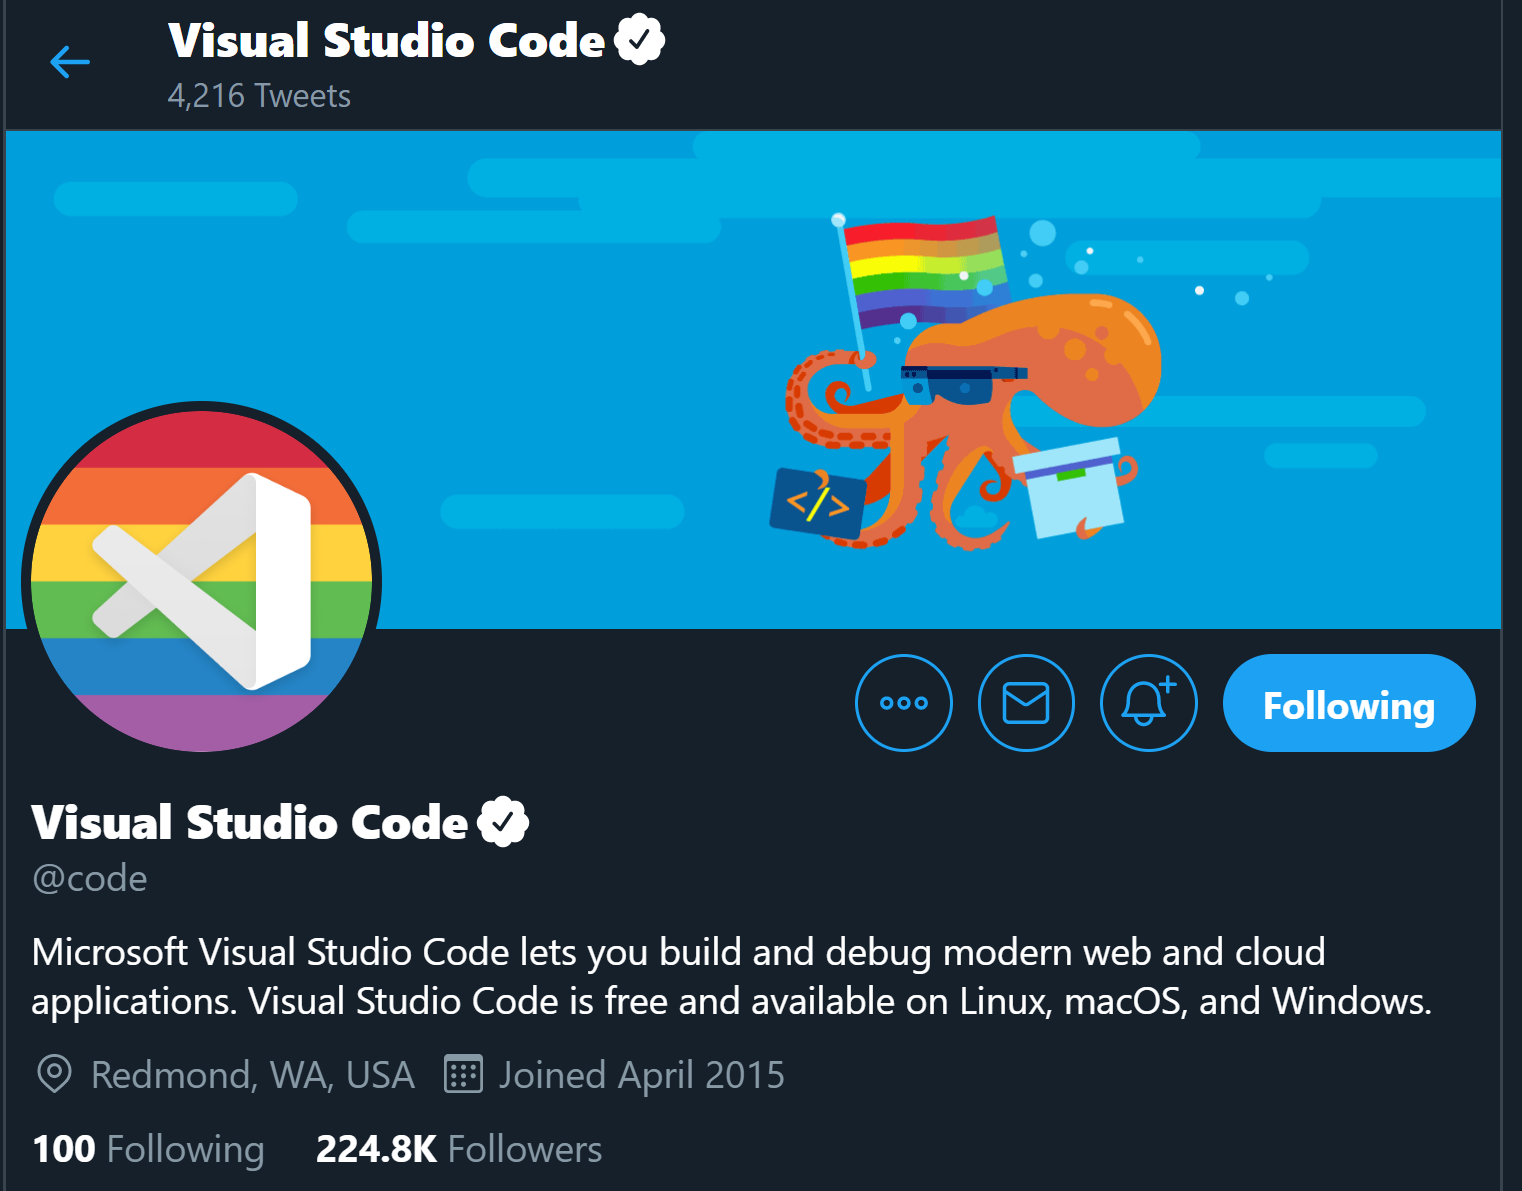 Visual Studio Code
4,216 Tweets
</>
Following
Visual Studio Code
@code
Microsoft Visual Studio Code lets you build and debug modern web and cloud
applications. Visual Studio Code is free and available on Linux, macOS, and Windows.
Redmond, WA, USA Joined April 2015
100 Following 224.8K Followers